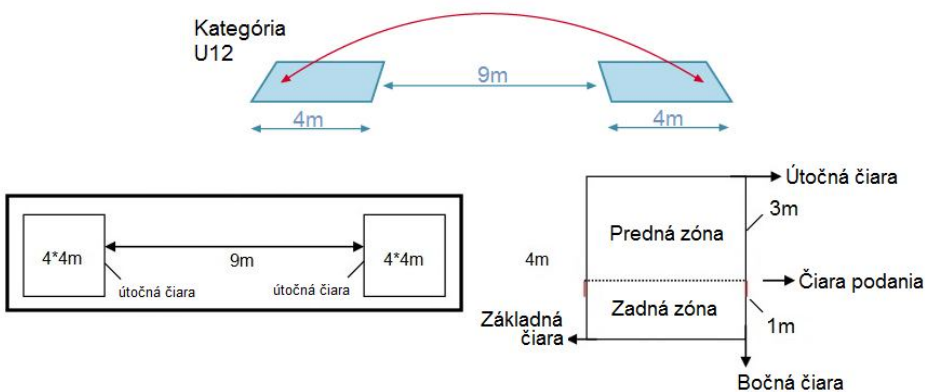 Kategória
U12
9m
4m
4m
4*4m
9m
4*4m
útočná čiara
útočná čiara
Útočná čiara
3m
Predná zóna
4m
Čiara podania
Zadná zóna
1m
Základná
čiara
Bočná čiara